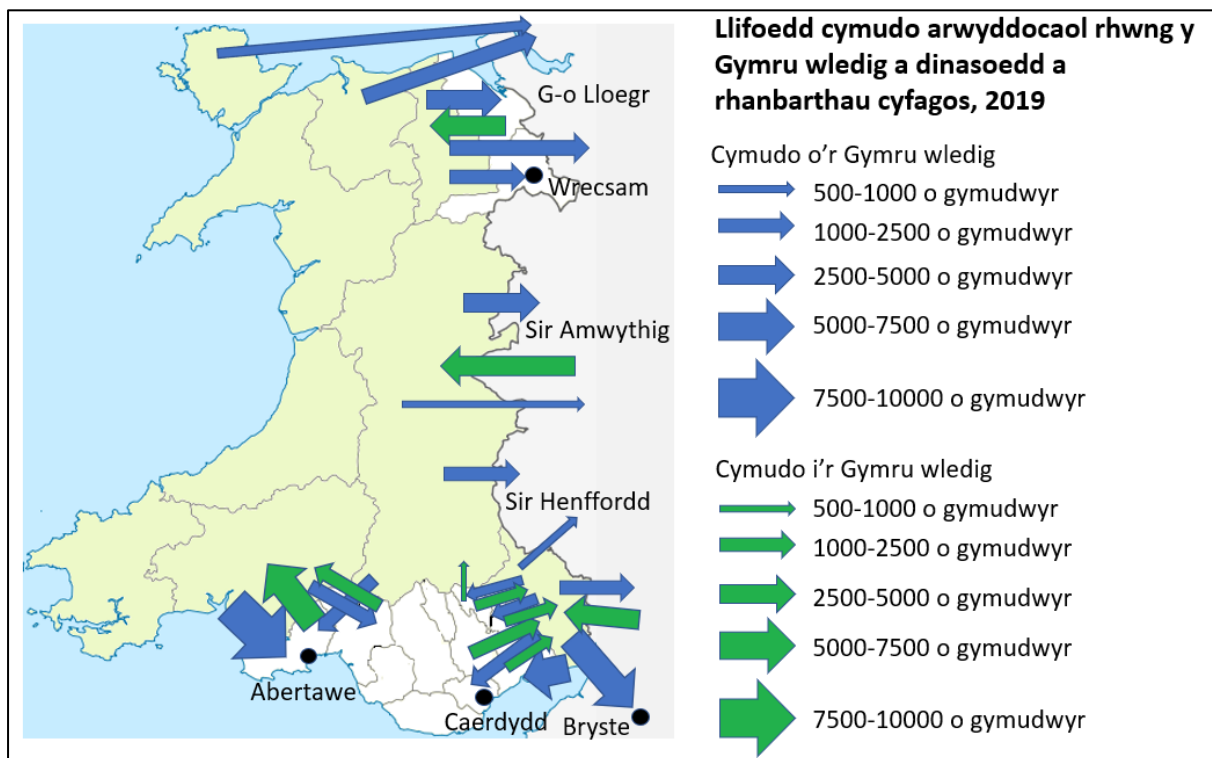 Llifoedd cymudo arwyddocaol rhwng y
Gymru wledig a dinasoedd a
rhanbarthau cyfagos, 2019
Cymudo o'r Gymru wledig
500-1000 o gymudwyr
1000-2500 o gymudwyr
2500-5000 o gymudwyr
5000-7500 o gymudwyr
7500-10000 o gymudwyr
Cymudo i'r Gymru wledig
500-1000 o gymudwyr
1000-2500 o gymudwyr
2500-5000 o gymudwyr
5000-7500 o gymudwyr
7500-10000 o gymudwyr
G-o Lloegr
Wrecsam
Sir Amwythig
Sir Henffordd
Abertawe
Caerdydd
Bryste